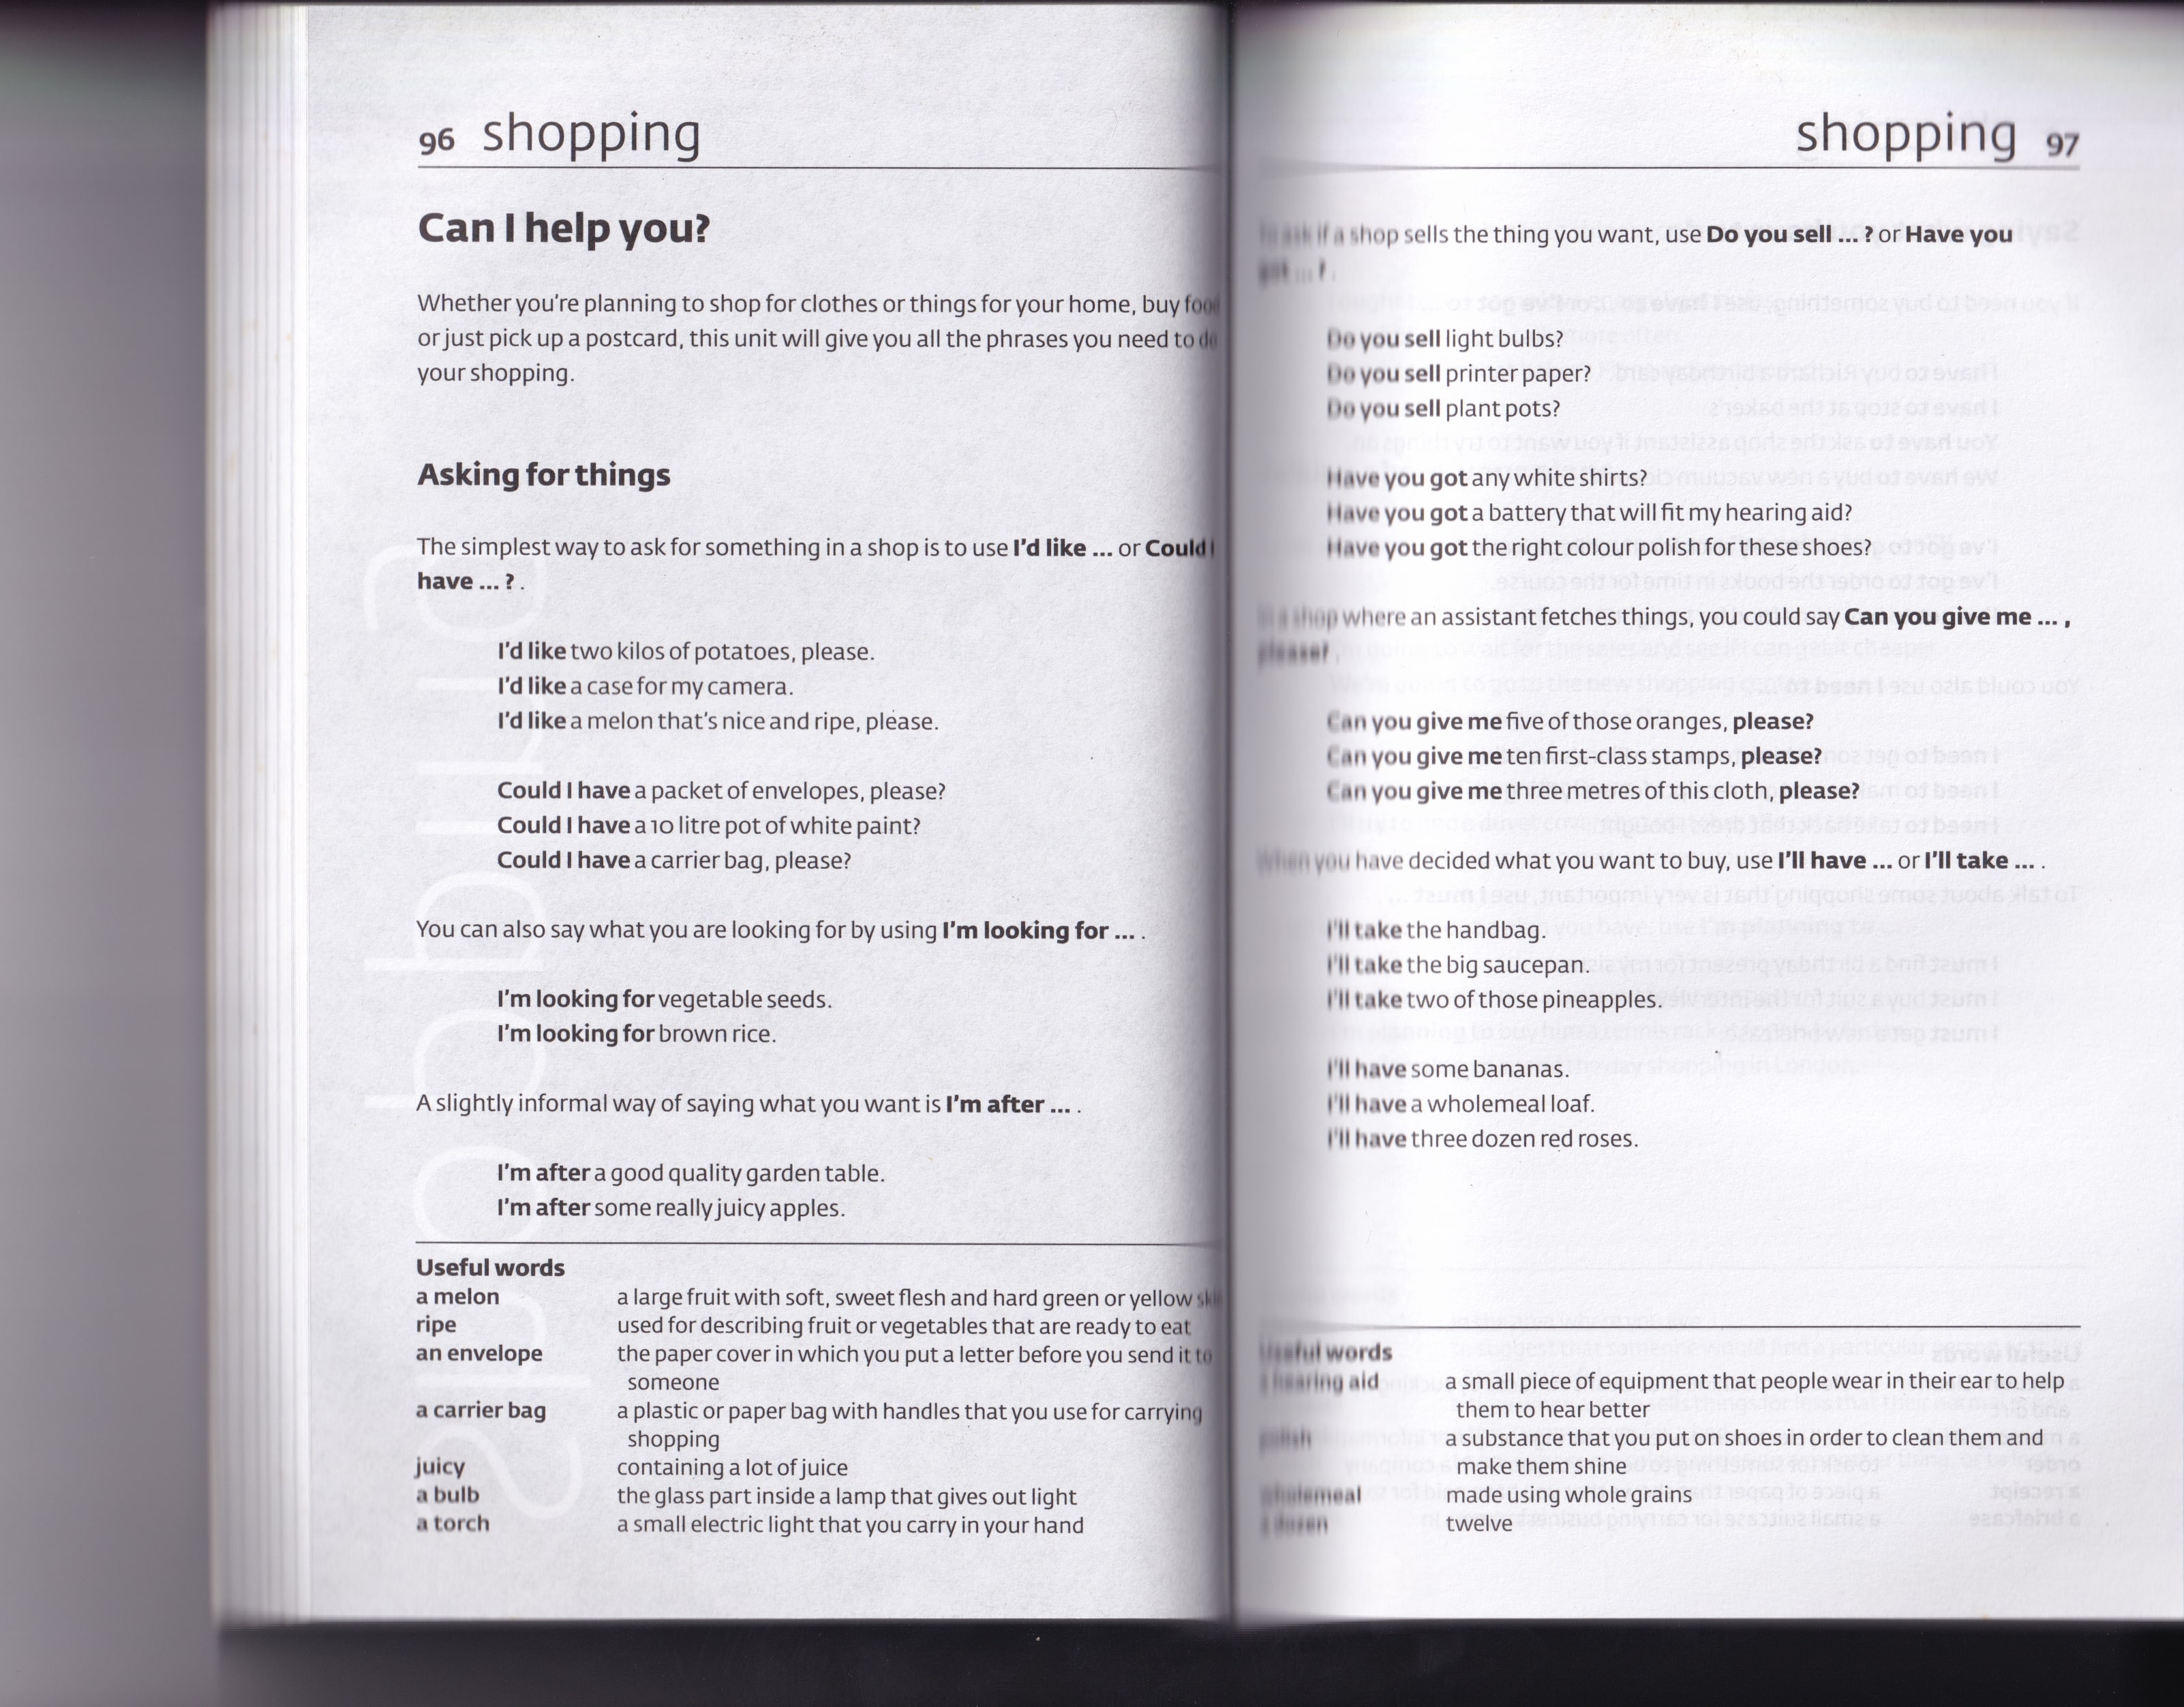 96 shopping
Can I help you?
Whether you're planning to shop for clothes or things for your home, buy food
or just pick up a postcard, this unit will give you all the phrases you need to do
your shopping.
Asking for things
The simplest way to ask for something in a shop is to use I'd like ... or Could I
have ... ? .
I'd like two kilos of potatoes, please.
I'd like a case for my camera.
I'd like a melon that's nice and ripe, please.
Could I have a packet of envelopes, please?
Could I have a 10 litre pot of white paint?
Could I have a carrier bag, please?
You can also say what you are looking for by using I'm looking for ... .
I'm looking for vegetable seeds.
I'm looking for brown rice.
A slightly informal way of saying what you want is I'm after ... .
I'm after a good quality garden table.
I'm after some really juicy apples.
Useful words
a melon a large fruit with soft, sweet flesh and hard green or yellow skin
ripe used for describing fruit or vegetables that are ready to eat
an envelope the paper cover in which you put a letter before you send it to
someone
a carrier bag a plastic or paper bag with handles that you use for carrying
shopping
juicy containing a lot of juice
a bulb the glass part inside a lamp that gives out light
a torch a small electric light that you carry in your hand
shopping
shopping 97
To ask if a shop sells the thing you want, use Do you sell ... ? or Have you
got ... ? .
Do you sell light bulbs?
Do you sell printer paper?
Do you sell plant pots?
Have you got any white shirts?
Have you got a battery that will fit my hearing aid?
Have you got the right colour polish for these shoes?
In a shop where an assistant fetches things, you could say Can you give me ... ,
please? .
Can you give me five of those oranges, please?
Can you give me ten first-class stamps, please?
Can you give me three metres of this cloth, please?
When you have decided what you want to buy, use I'll have ... or I'll take ... .
I'll take the handbag.
I'll take the big saucepan.
I'll take two of those pineapples.
I'll have some bananas.
I'll have a wholemeal loaf.
I'll have three dozen red roses.
Useful words
a hearing aid a small piece of equipment that people wear in their ear to help
them to hear better
polish a substance that you put on shoes in order to clean them and
make them shine
wholemeal made using whole grains
a dozen twelve